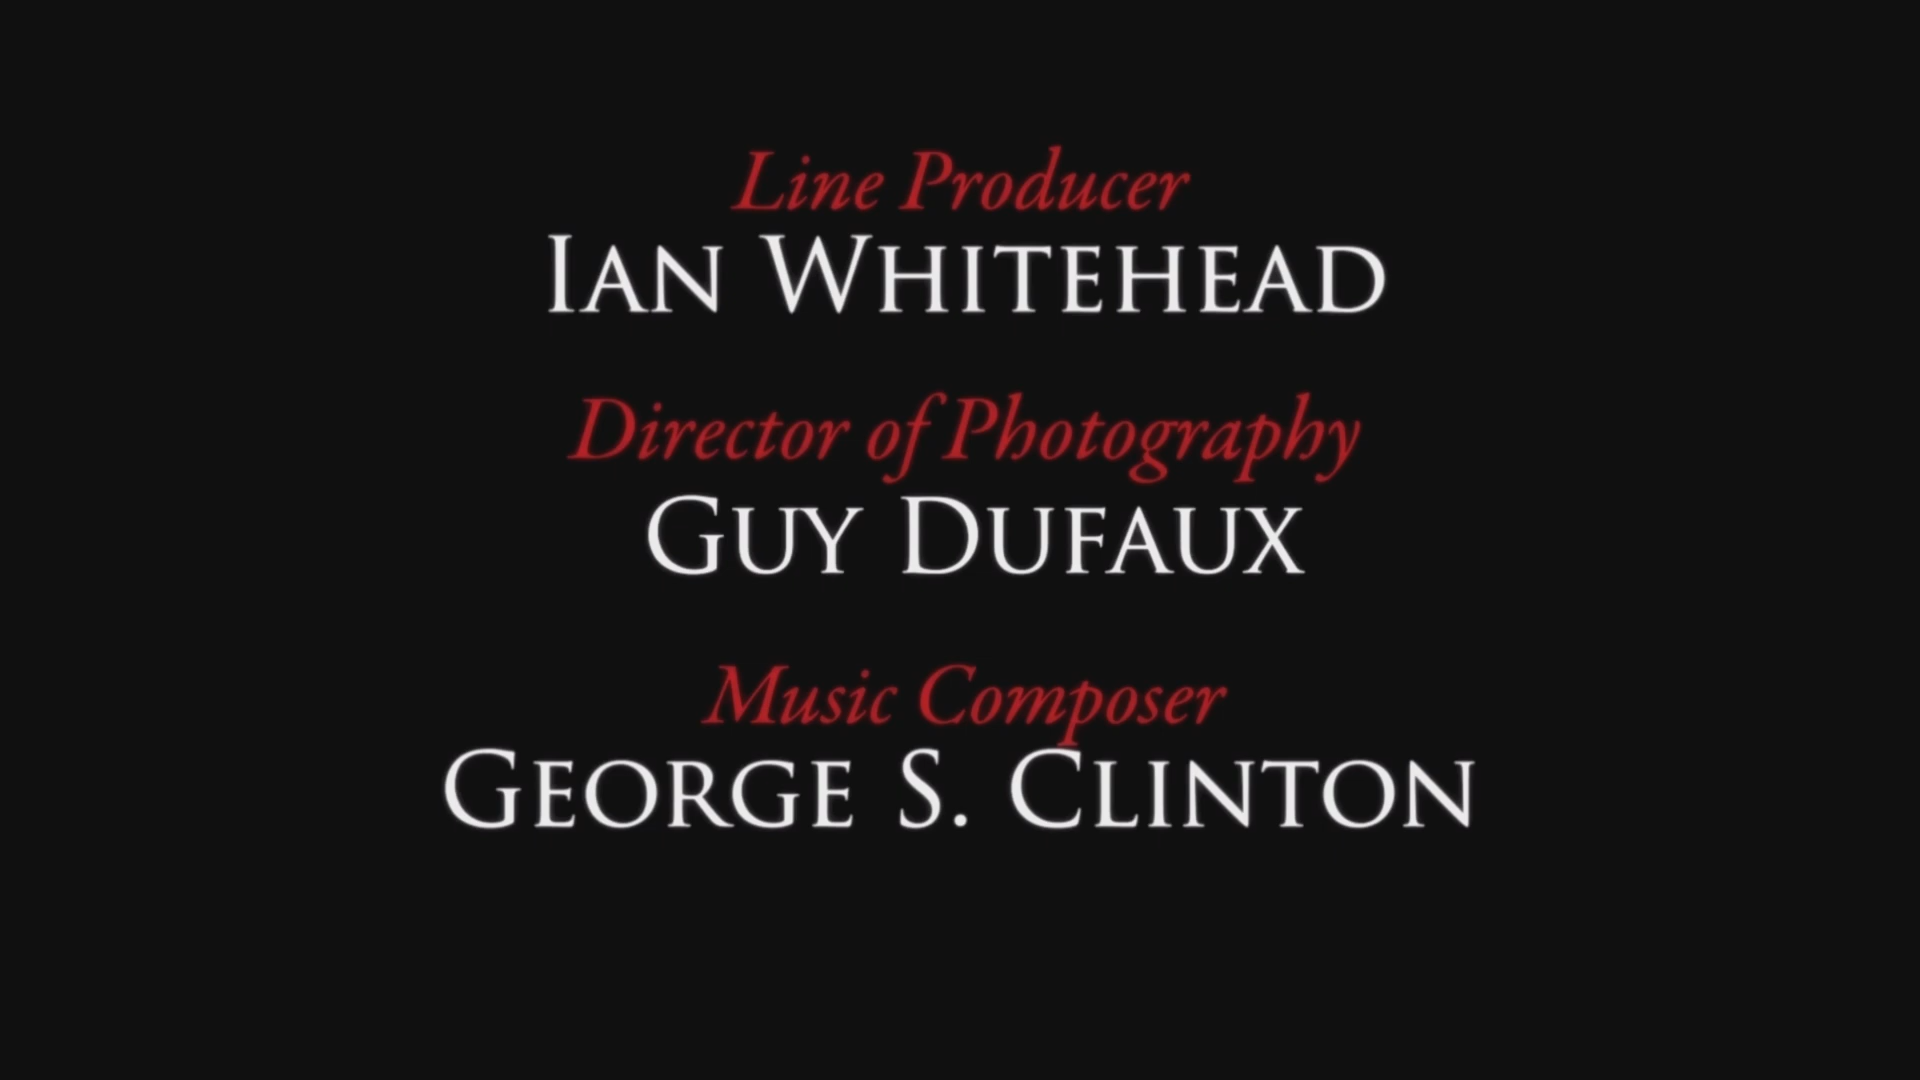 Line Producer
IAN WHITEHEAD
Director of Photography
GUY DUFAUX
Music Composer
GEORGE S. CLINTON